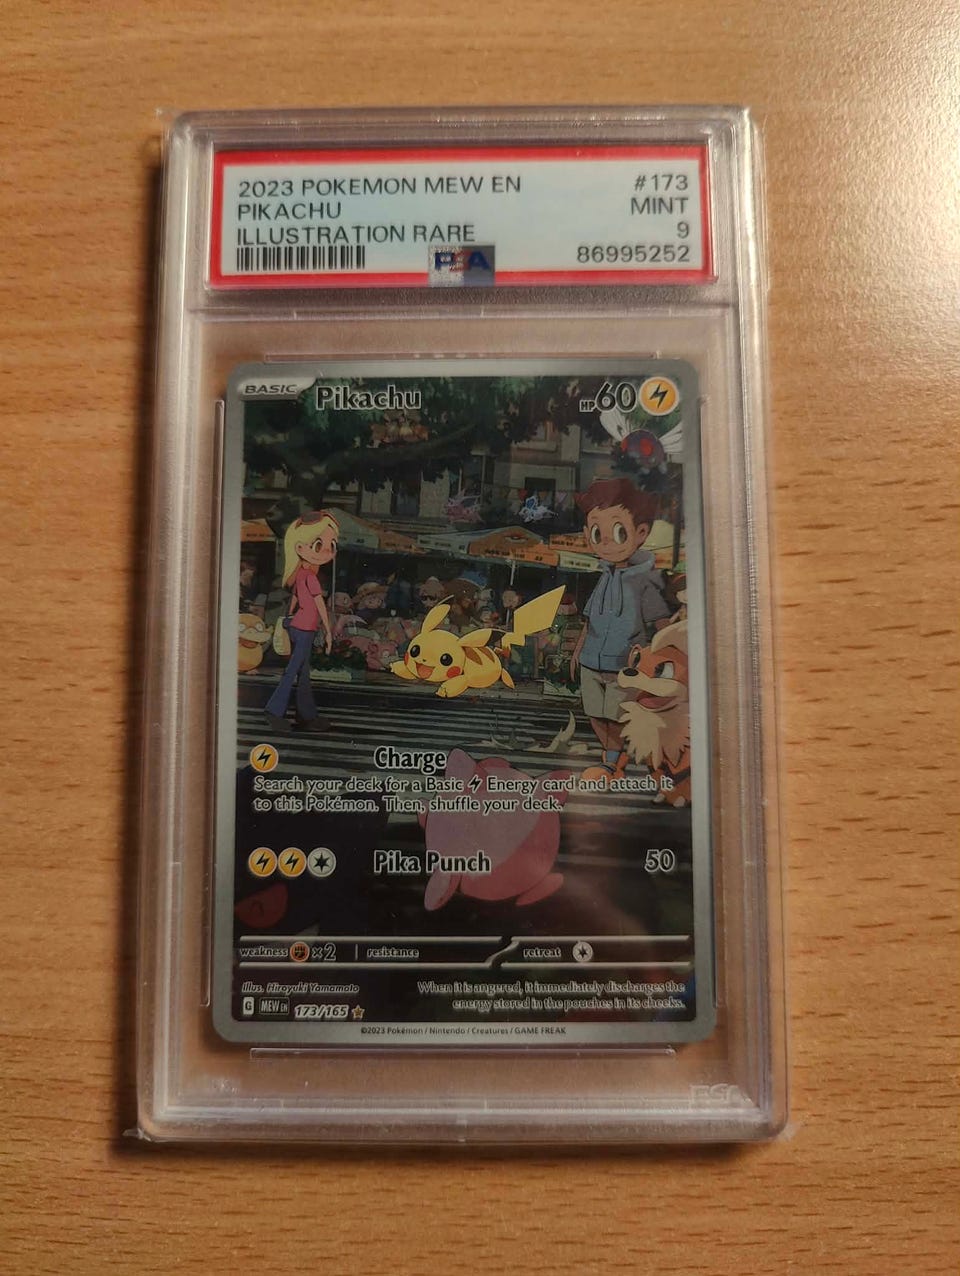 2023 POKEMON MEW EN #173
PIKACHU MINT
ILLUSTRATION RARE 9
PSA 86995252
BASIC Pikachu HP60
Charge
Search your deck for a Basic Energy card and attach it
to this Pokémon. Then, shuffle your deck.
Pika Punch 50
weakness ×2 resistance retreat
Illus. Hiroyuki Yamamoto
When it is angered, it immediately discharges the
energy stored in the pouches in its cheeks.
G MEW EN 173/165
©2023 Pokémon / Nintendo / Creatures / GAME FREAK
PSA